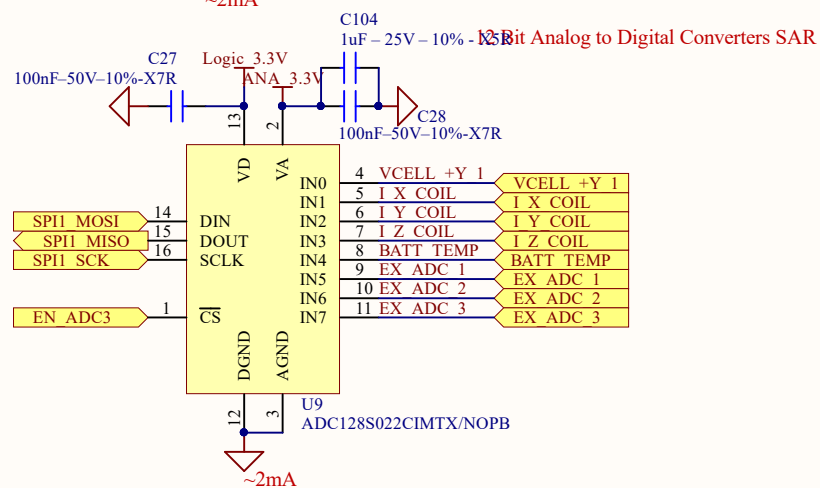 ~2mA
C104
1uF – 25V – 10% - X5R
12 Bit Analog to Digital Converters SAR
C27
Logic_3.3V
100nF–50V–10%-X7R
ANA_3.3V
C28
100nF–50V–10%-X7R
13
2
VD
VA
IN0 4 VCELL_+Y_1 VCELL_+Y_1
IN1 5 I_X_COIL I_X_COIL
SPI1_MOSI 14 DIN IN2 6 I_Y_COIL I_Y_COIL
SPI1_MISO 15 DOUT IN3 7 I_Z_COIL I_Z_COIL
SPI1_SCK 16 SCLK IN4 8 BATT_TEMP BATT_TEMP
IN5 9 EX_ADC_1 EX_ADC_1
IN6 10 EX_ADC_2 EX_ADC_2
EN_ADC3 1 CS IN7 11 EX_ADC_3 EX_ADC_3
DGND
AGND
12
3
U9
ADC128S022CIMTX/NOPB
~2mA